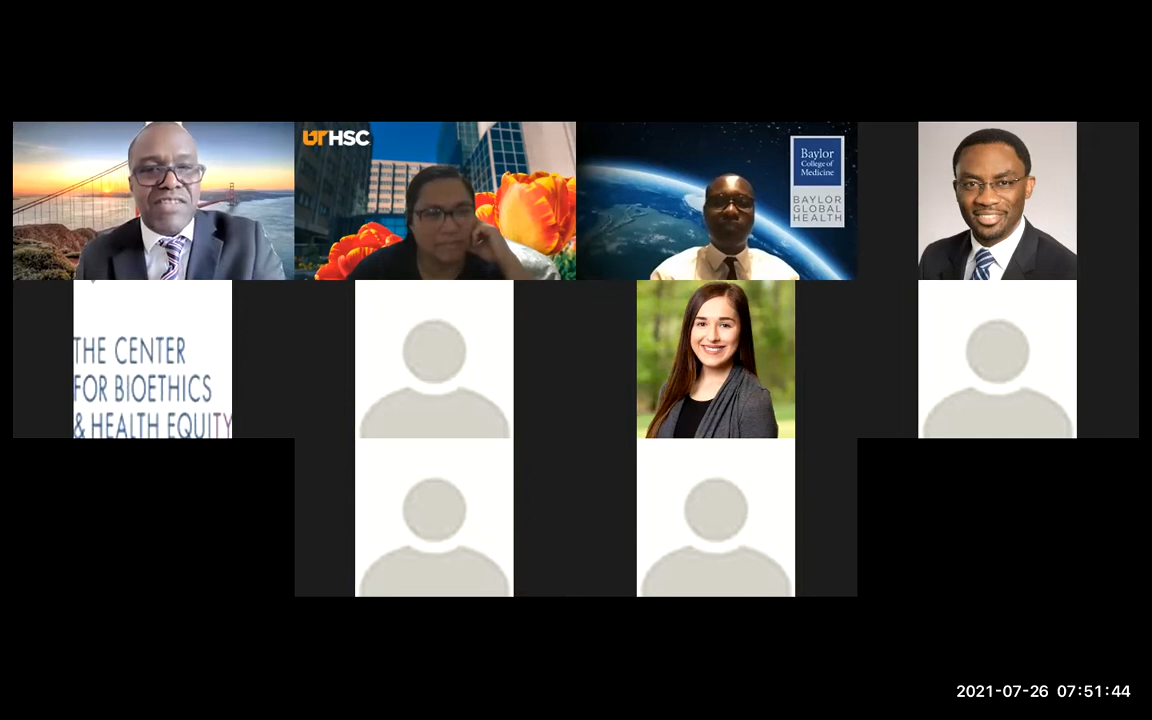 UTHSC
Baylor
College of
Medicine
BAYLOR
GLOBAL
HEALTH
THE CENTER
FOR BIOETHICS
& HEALTH EQUITY
2021-07-26 07:51:44